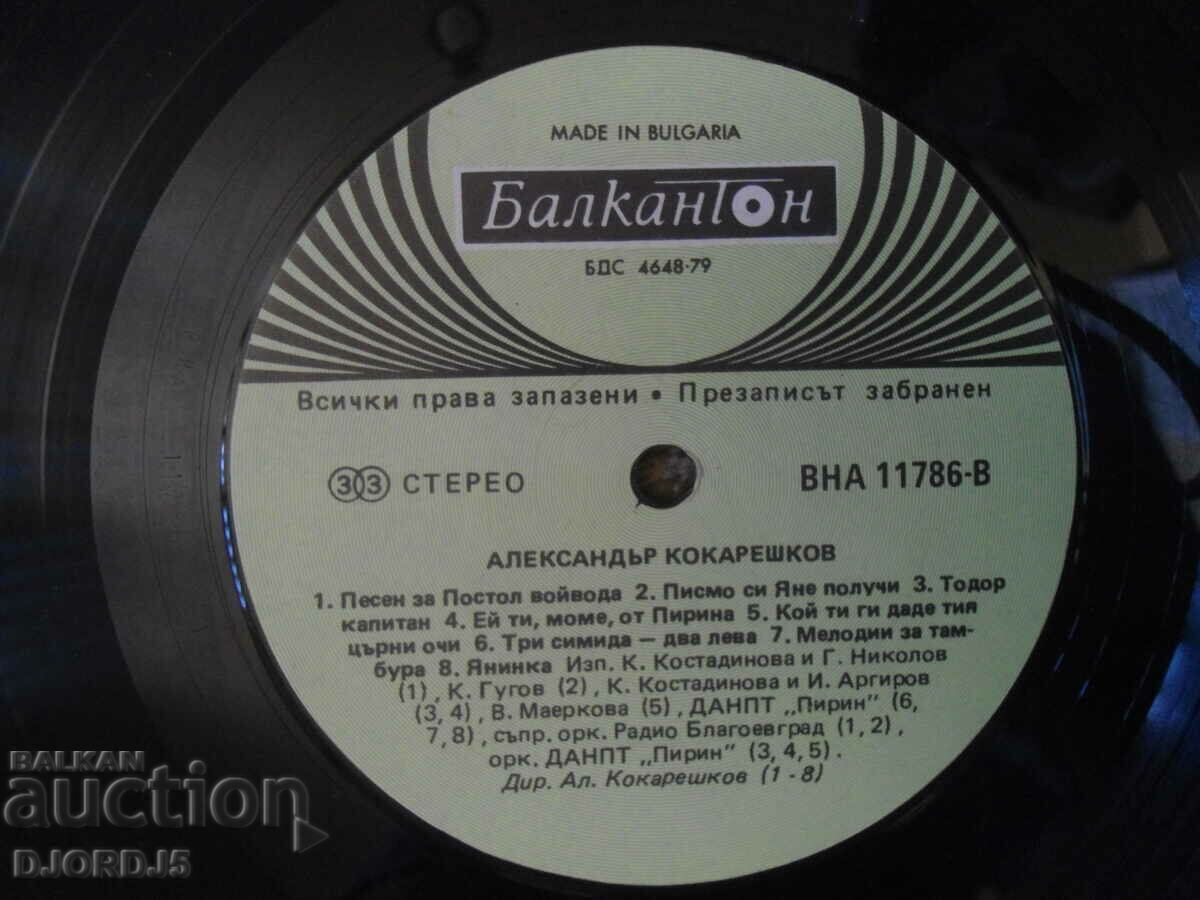 MADE IN BULGARIA
Балкантон
БДС 4648-79
Всички права запазени • Презаписът забранен
33 СТЕРЕО
ВНА 11786-В
АЛЕКСАНДЪР КОКАРЕШКОВ
1. Песен за Постол войвода 2. Писмо си Яне получи 3. Тодор
капитан 4. Ей ти, моме, от Пирина 5. Кой ти ги даде тия
църни очи 6. Три симида — два лева 7. Мелодии за там-
бура 8. Янинка Изп. К. Костадинова и Г. Николов
(1), К. Гугов (2), К. Костадинова и И. Аргиров
(3, 4), В. Маеркова (5), ДАНПТ „Пирин" (6,
7, 8), съпр. орк. Радио Благоевград (1, 2),
орк. ДАНПТ „Пирин" (3, 4, 5).
Дир. Ал. Кокарешков (1 - 8)
BALKAN
auction
DJORDJ5